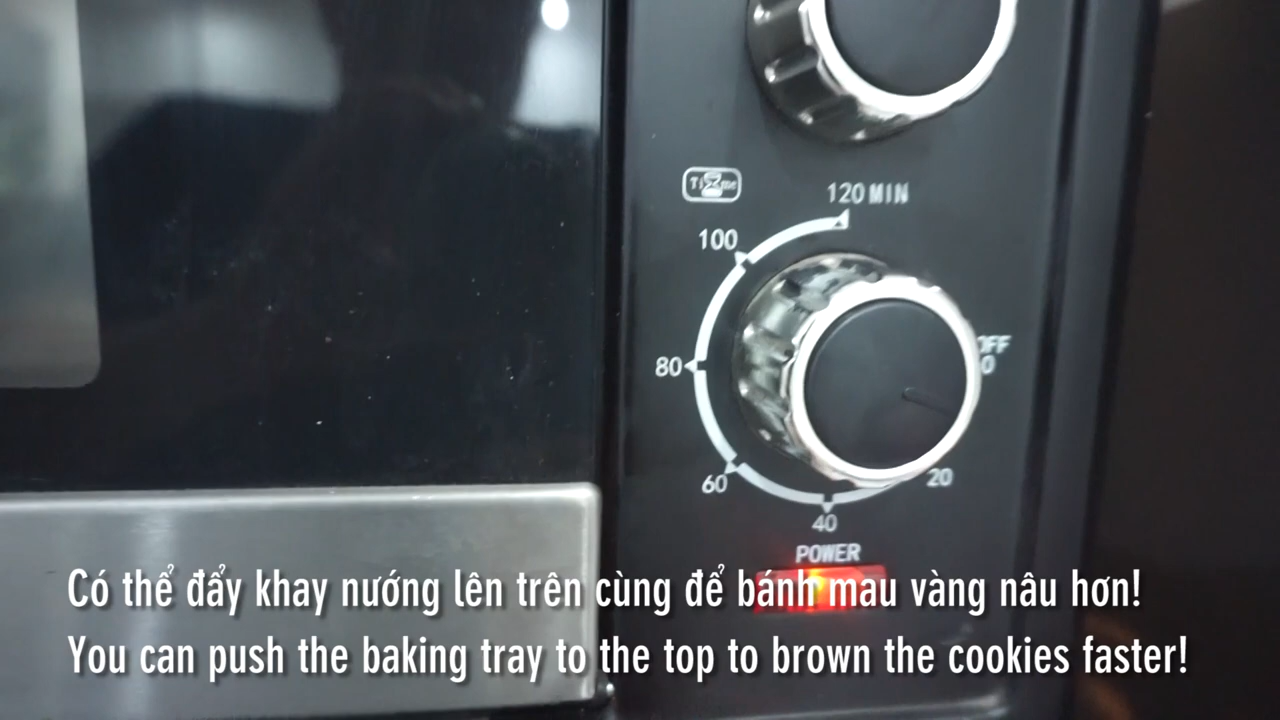 Time
120 MIN
100
OFF
80
0
60
20
40
POWER
Có thể đẩy khay nướng lên trên cùng để bánh mau vàng nâu hơn!
You can push the baking tray to the top to brown the cookies faster!